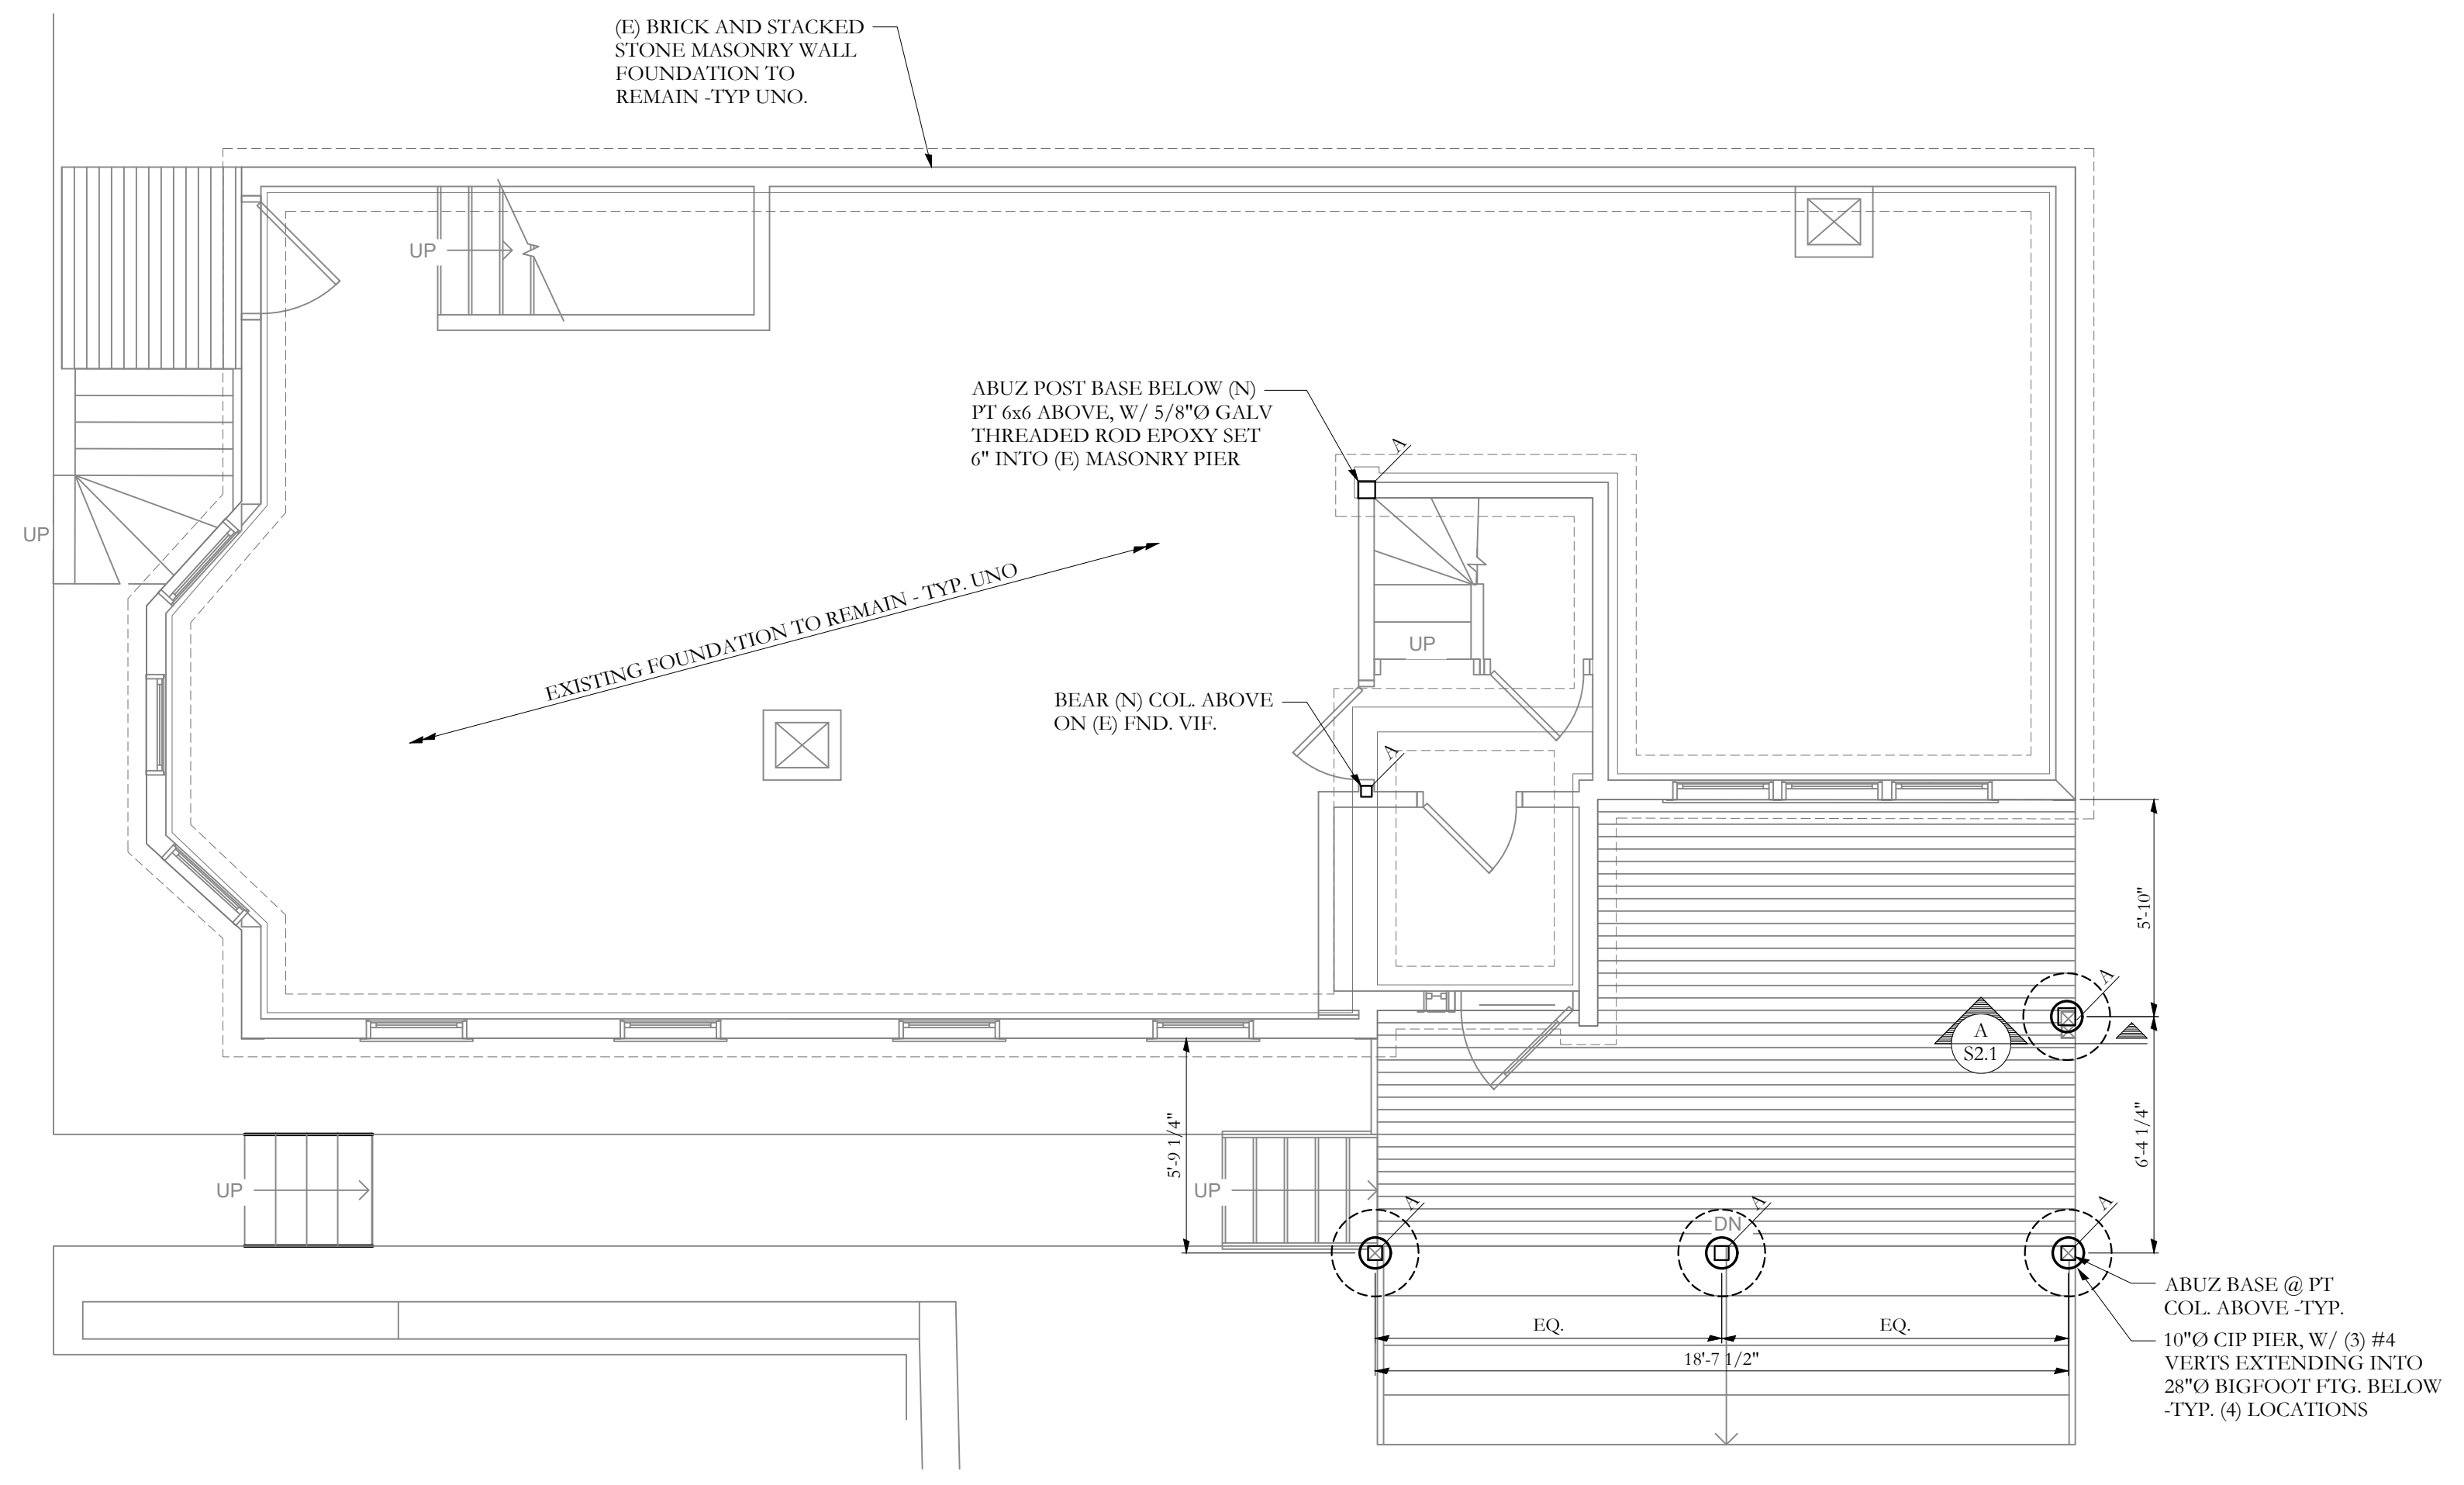 (E) BRICK AND STACKED
STONE MASONRY WALL
FOUNDATION TO
REMAIN -TYP UNO.
UP
ABUZ POST BASE BELOW (N)
PT 6x6 ABOVE, W/ 5/8"Ø GALV
THREADED ROD EPOXY SET
6" INTO (E) MASONRY PIER
A
UP
EXISTING FOUNDATION TO REMAIN - TYP. UNO
UP
BEAR (N) COL. ABOVE
ON (E) FND. VIF.
A
5'-10"
A
A
S2.1
5'-9 1/4"
6'-4 1/4"
UP
UP
A
A
A
DN
ABUZ BASE @ PT
COL. ABOVE -TYP.
EQ.
EQ.
18'-7 1/2"
10"Ø CIP PIER, W/ (3) #4
VERTS EXTENDING INTO
28"Ø BIGFOOT FTG. BELOW
-TYP. (4) LOCATIONS